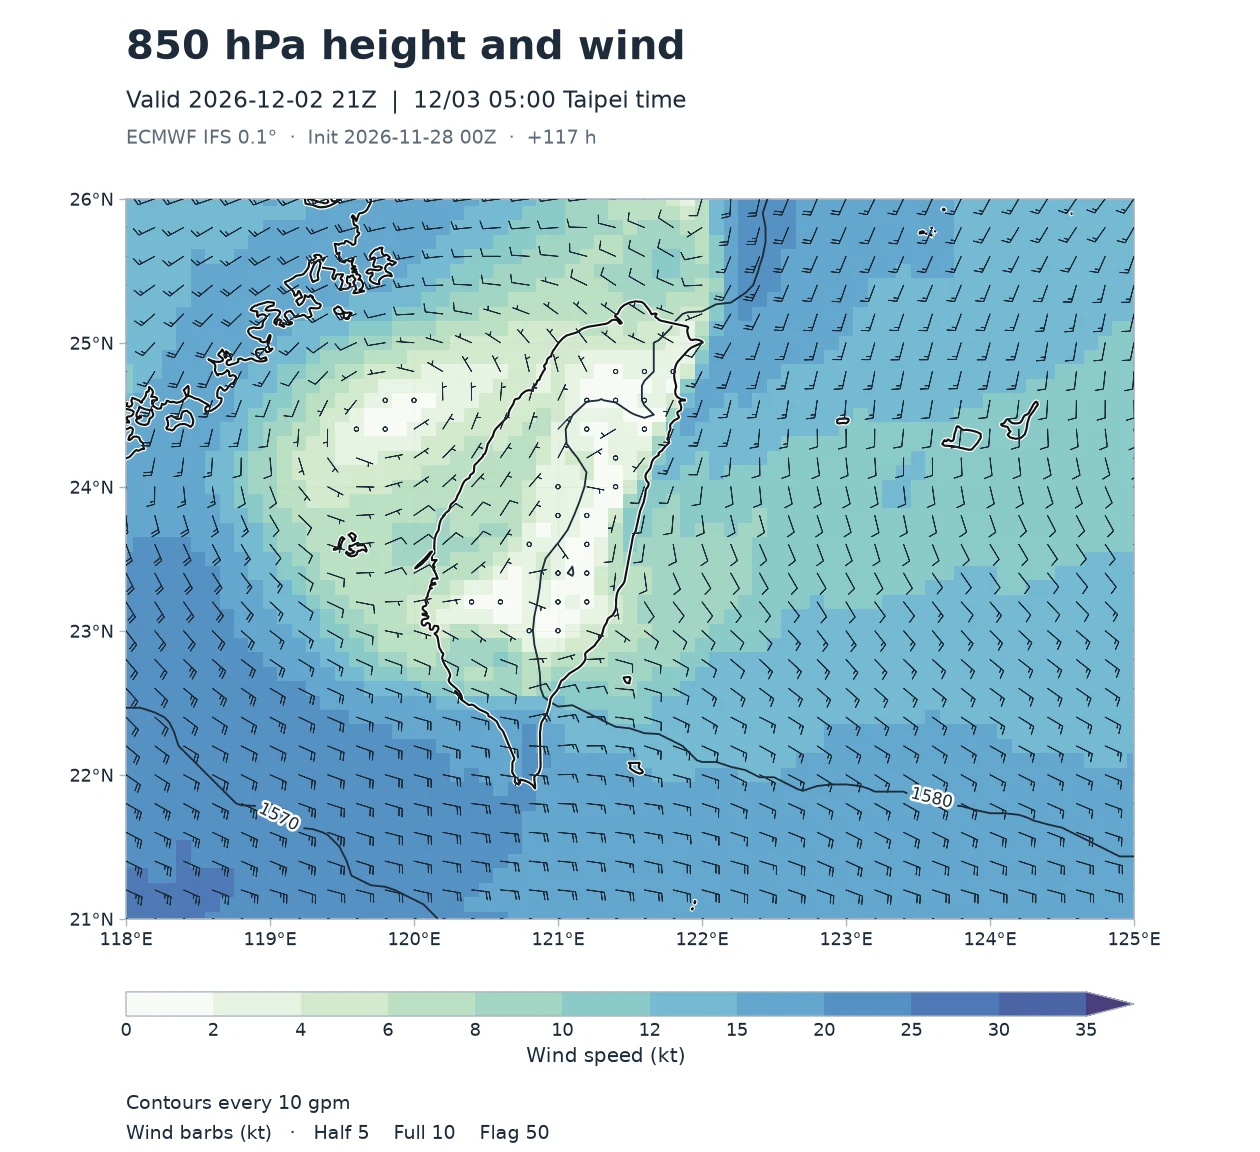 850 hPa height and wind
Valid 2026-12-02 21Z | 12/03 05:00 Taipei time
ECMWF IFS 0.1° · Init 2026-11-28 00Z · +117 h
26°N
25°N
24°N
23°N
22°N
21°N
1570
1580
118°E 119°E 120°E 121°E 122°E 123°E 124°E 125°E
0 2 4 6 8 10 12 15 20 25 30 35
Wind speed (kt)
Contours every 10 gpm
Wind barbs (kt) · Half 5 Full 10 Flag 50